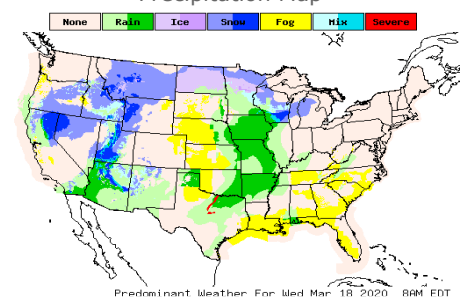 Precipitation Map
None Rain Ice Snow Fog Mix Severe
Predominant Weather For Wed Mar 18 2020 8AM EDT